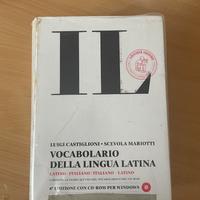 IL
LUIGI CASTIGLIONI • SCEVOLA MARIOTTI
VOCABOLARIO
DELLA LINGUA LATINA
LATINO • ITALIANO / ITALIANO • LATINO
4ª EDIZIONE CON CD-ROM PER WINDOWS